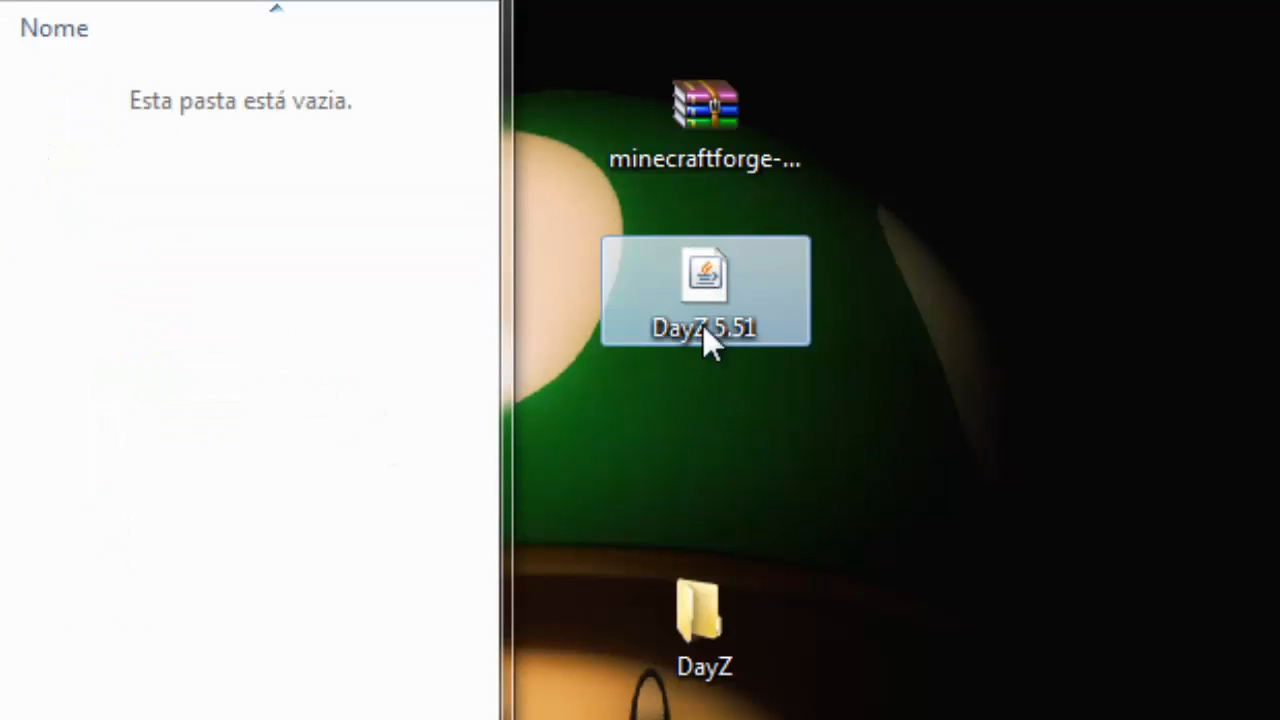 Nome
Esta pasta está vazia.
minecraftforge-...
DayZ 5.51
DayZ